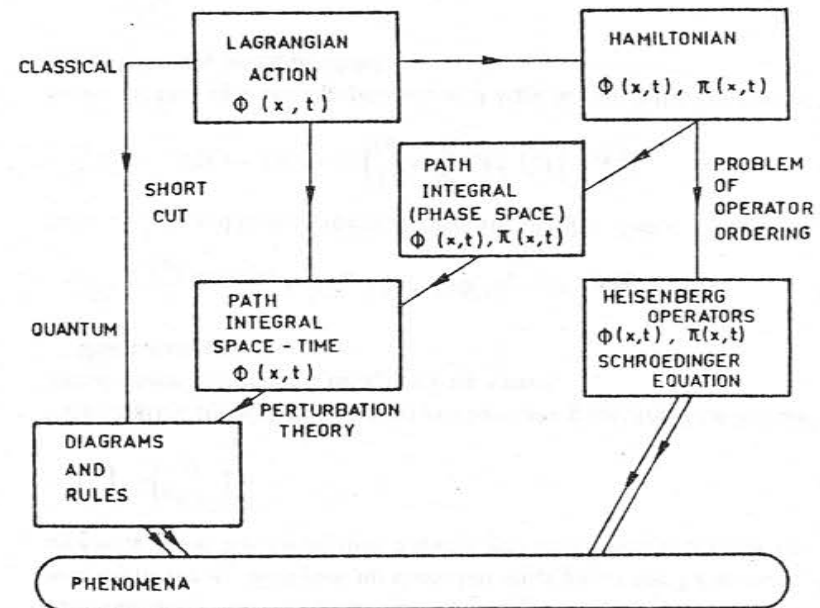 LAGRANGIAN
ACTION
Φ (x, t)
HAMILTONIAN
Φ(x,t), π(x,t)
CLASSICAL
SHORT
CUT
PATH
INTEGRAL
(PHASE SPACE)
Φ(x,t), π(x,t)
PROBLEM
OF
OPERATOR
ORDERING
QUANTUM
PATH
INTEGRAL
SPACE-TIME
Φ (x,t)
HEISENBERG
OPERATORS
Φ(x,t), π(x,t)
SCHROEDINGER
EQUATION
PERTURBATION
THEORY
DIAGRAMS
AND
RULES
PHENOMENA